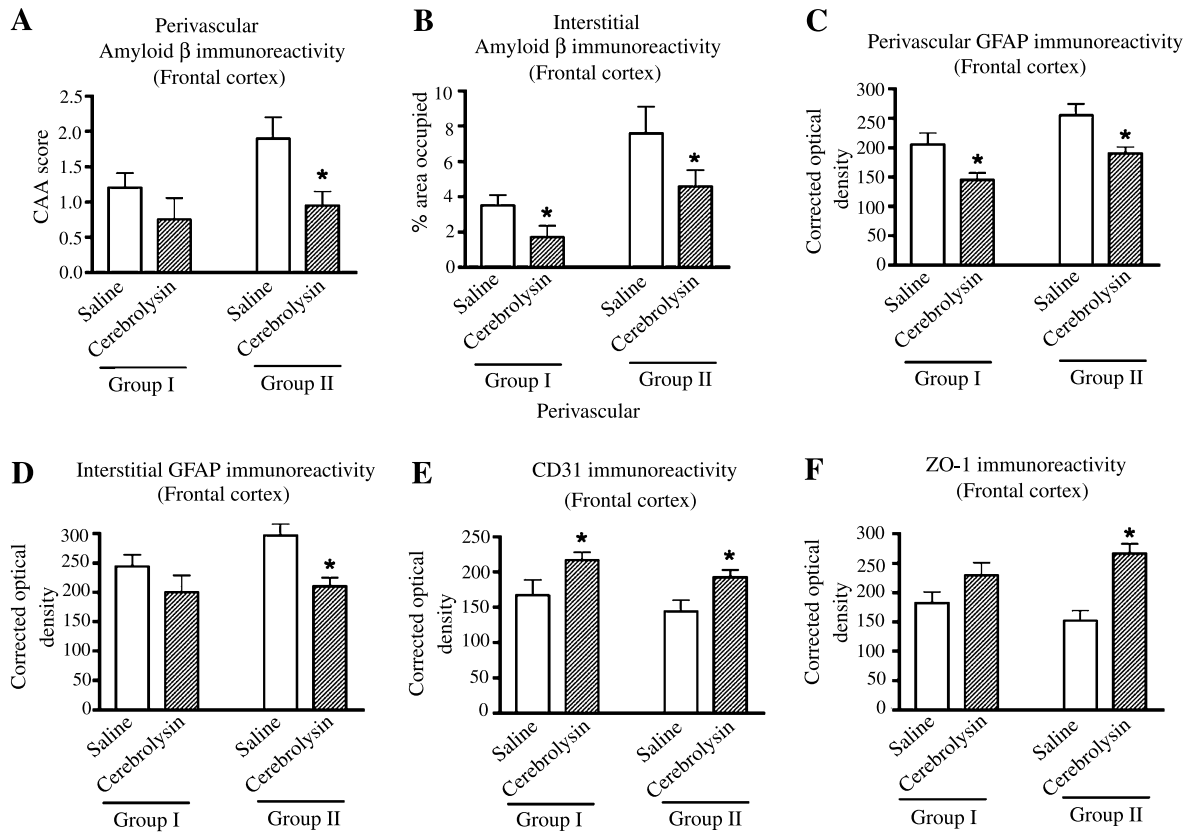 A
Perivascular
Amyloid β immunoreactivity
(Frontal cortex)
CAA score
2.5
2.0
1.5
1.0
0.5
0.0
*
Saline
Cerebrolysin
Saline
Cerebrolysin
Group I
Group II
B
Interstitial
Amyloid β immunoreactivity
(Frontal cortex)
% area occupied
10
8
6
4
2
0
*
*
Saline
Cerebrolysin
Saline
Cerebrolysin
Group I
Group II
Perivascular
C
Perivascular GFAP immunoreactivity
(Frontal cortex)
Corrected optical
density
300
250
200
150
100
50
0
*
*
Saline
Cerebrolysin
Saline
Cerebrolysin
Group I
Group II
D
Interstitial GFAP immunoreactivity
(Frontal cortex)
Corrected optical
density
300
250
200
150
100
50
0
*
Saline
Cerebrolysin
Saline
Cerebrolysin
Group I
Group II
E
CD31 immunoreactivity
(Frontal cortex)
Corrected optical
density
250
200
150
100
50
0
*
*
Saline
Cerebrolysin
Saline
Cerebrolysin
Group I
Group II
F
ZO-1 immunoreactivity
(Frontal cortex)
Corrected optical
density
300
250
200
150
100
50
0
*
Saline
Cerebrolysin
Saline
Cerebrolysin
Group I
Group II